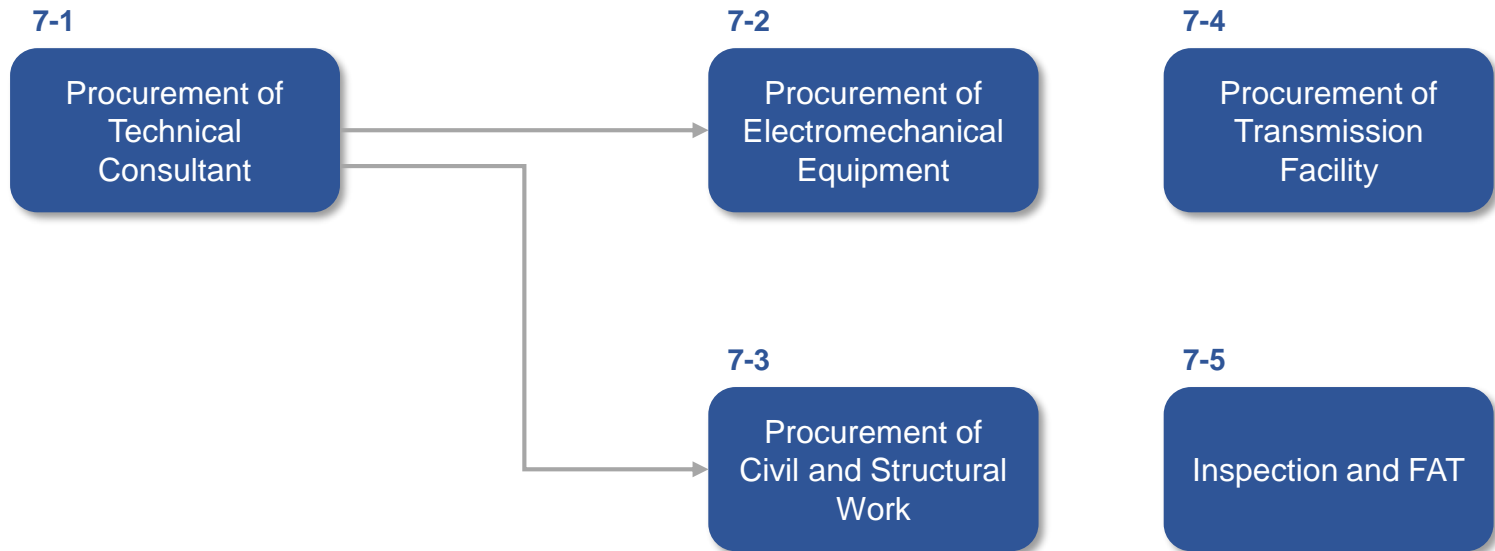 7-1
Procurement of
Technical
Consultant
7-2
Procurement of
Electromechanical
Equipment
7-4
Procurement of
Transmission
Facility
7-3
Procurement of
Civil and Structural
Work
7-5
Inspection and FAT